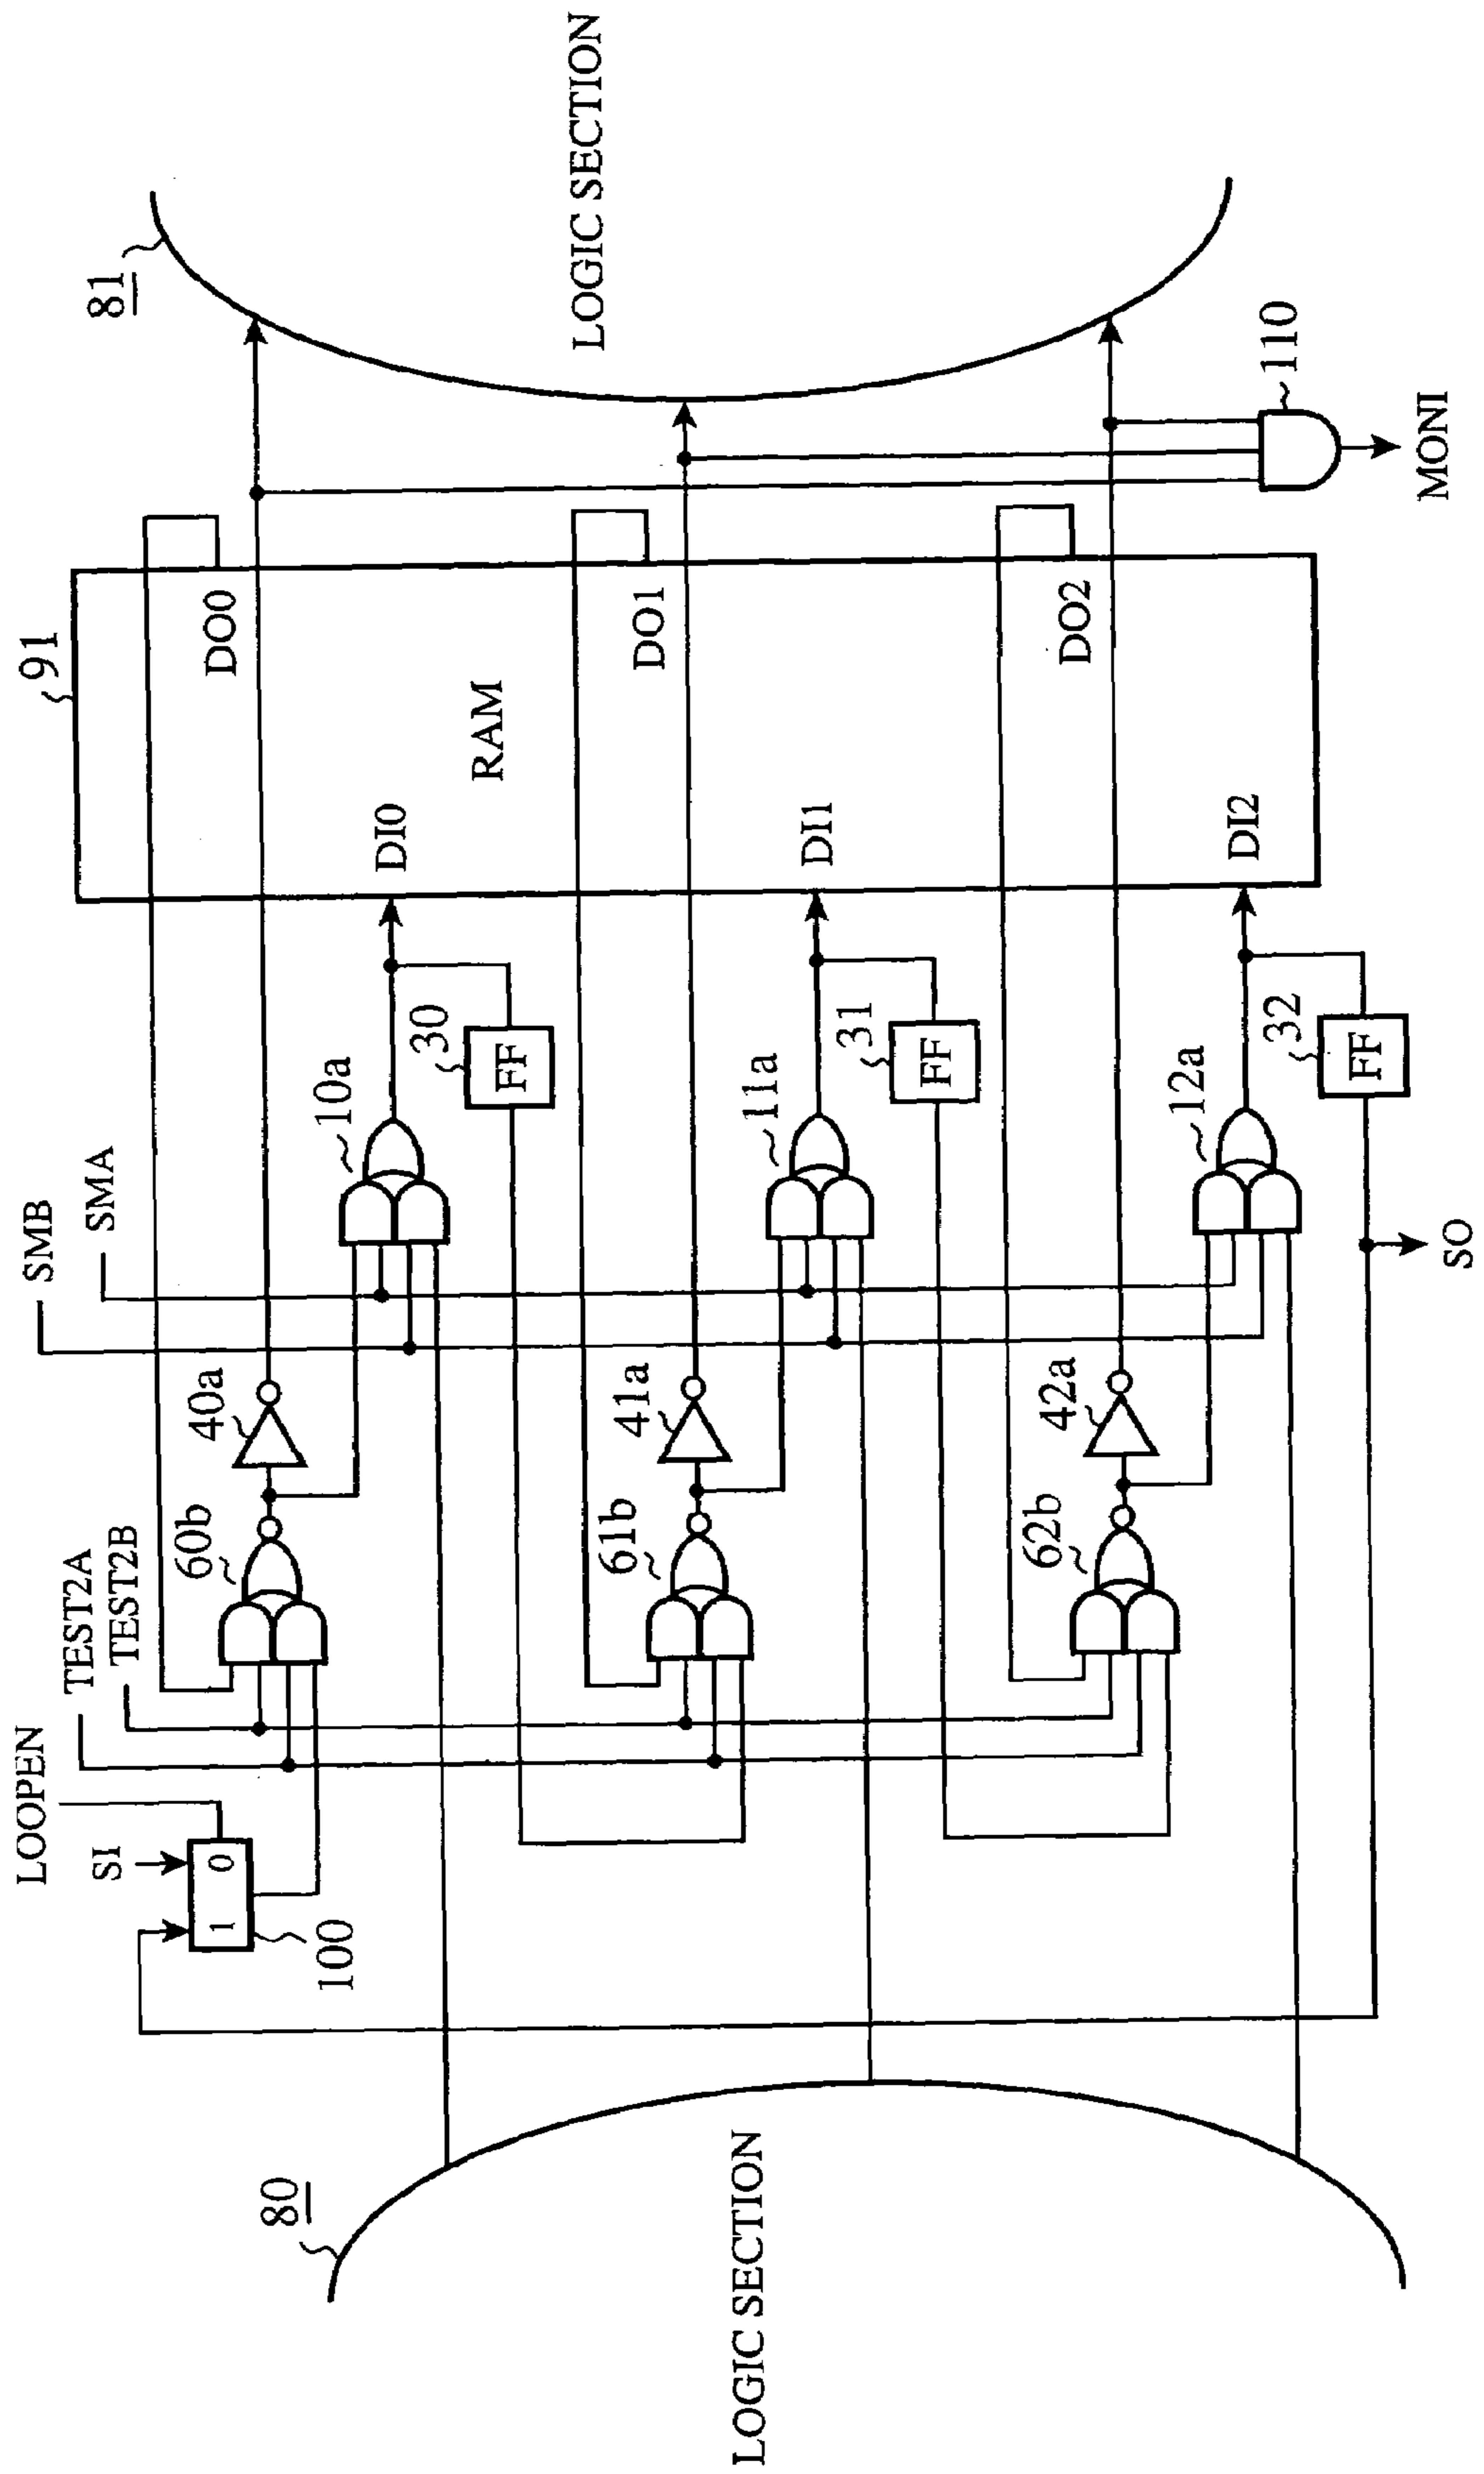 LOGIC SECTION
80
LOOPEN
SI
1 0
100
TEST2A
TEST2B
60b
40a
SMB
SMA
10a
30
FF
61b
41a
11a
31
FF
62b
42a
12a
32
FF
SO
91
RAM
DI0
DO0
DI1
DO1
DI2
DO2
81
LOGIC SECTION
110
MONI